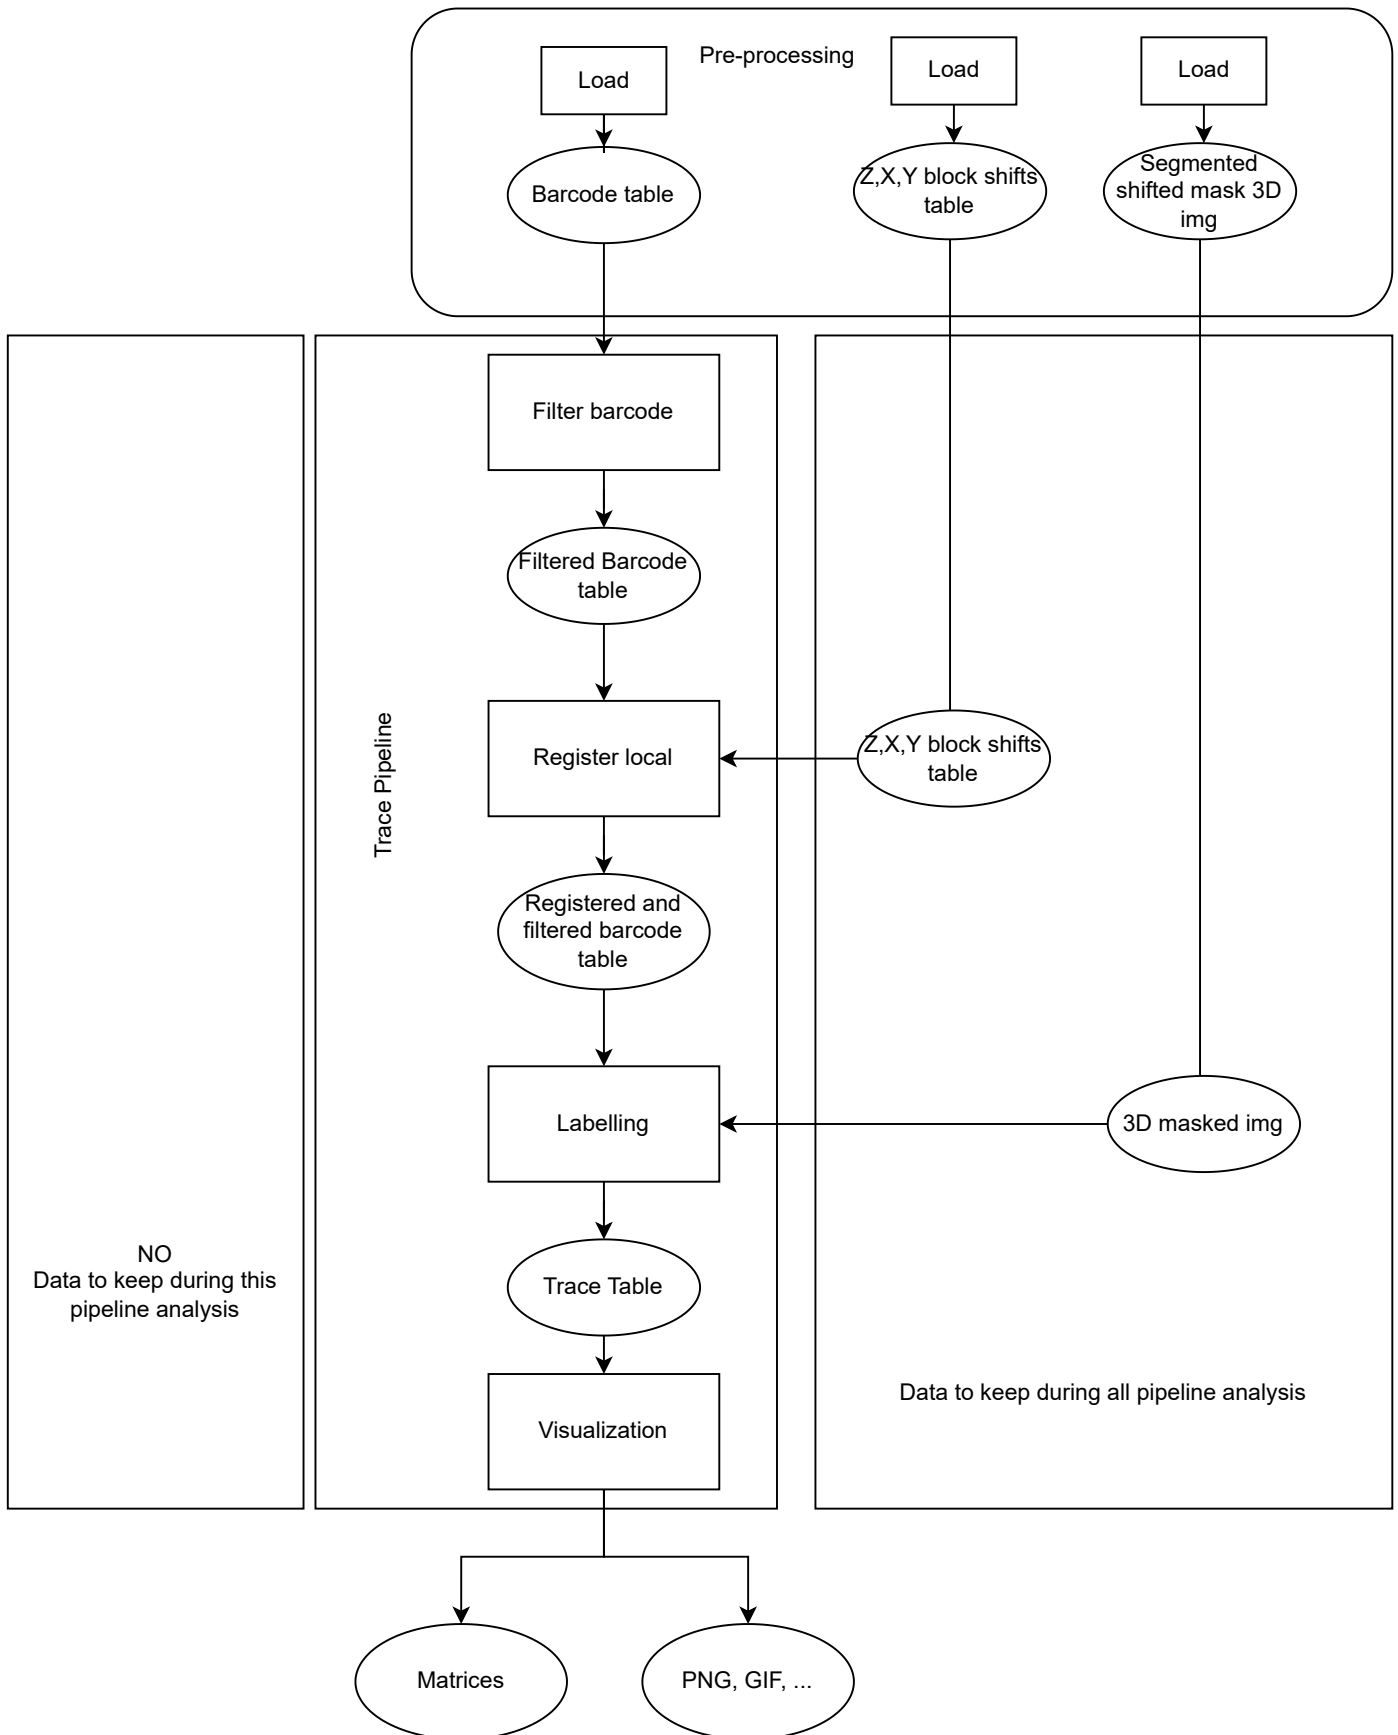 Pre-processing
Load
Load
Load
Barcode table
Z,X,Y block shifts
table
Segmented
shifted mask 3D
img
Filter barcode
Filtered Barcode
table
Trace Pipeline
Register local
Z,X,Y block shifts
table
Registered and
filtered barcode
table
Labelling
3D masked img
NO
Data to keep during this
pipeline analysis
Trace Table
Data to keep during all pipeline analysis
Visualization
Matrices
PNG, GIF, ...